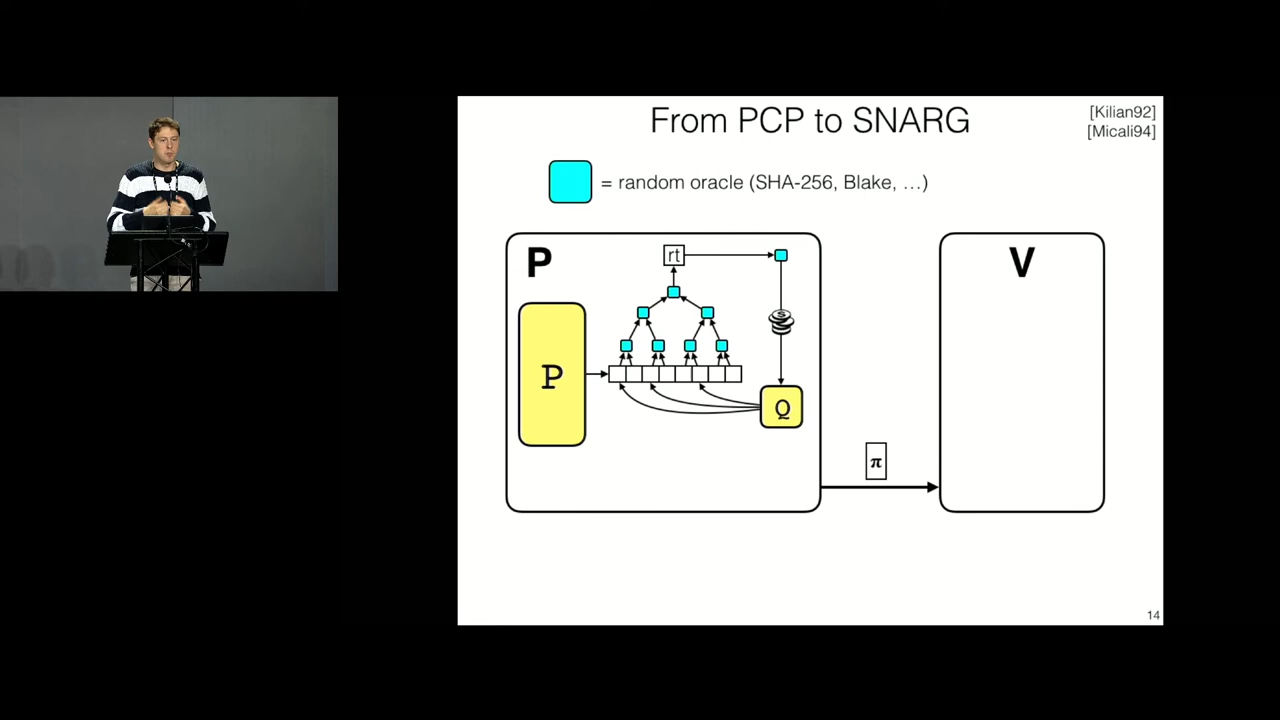 From PCP to SNARG
[Kilian92]
[Micali94]
= random oracle (SHA-256, Blake, …)
P
rt
P
Q
π
V
14